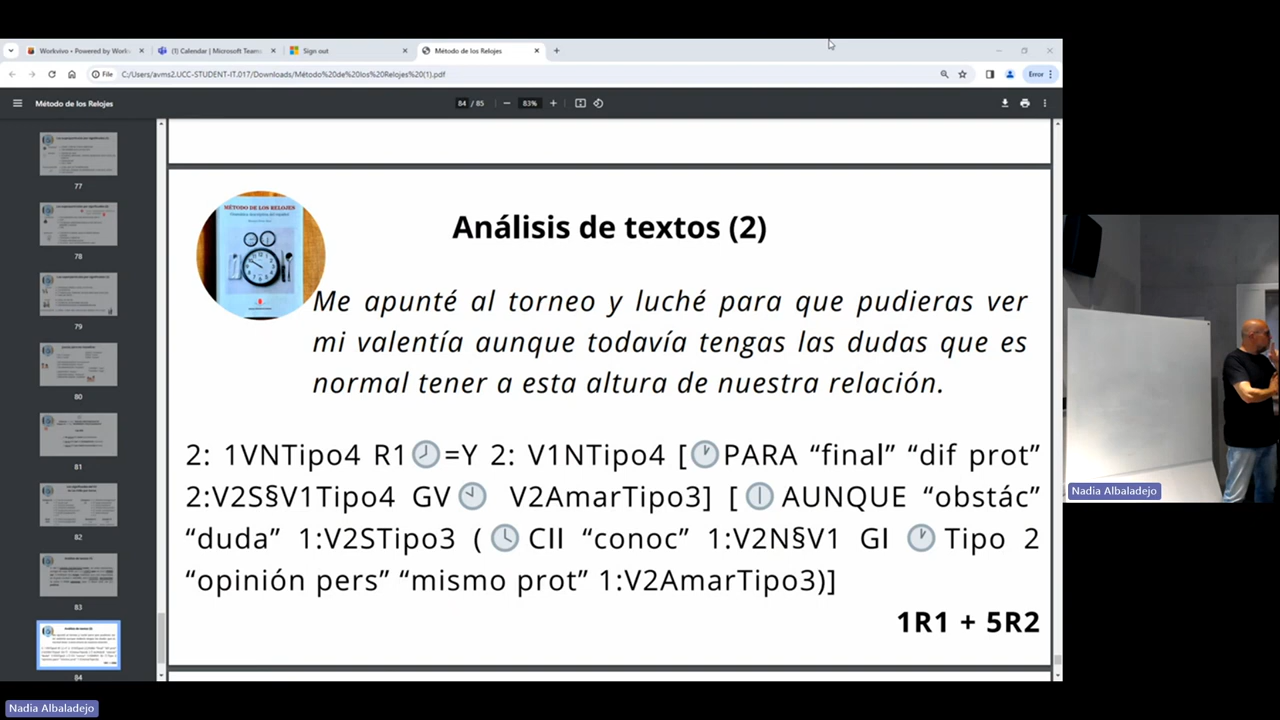 Workvivo • Powered by Work
(1) Calendar | Microsoft Teams
Sign out
Método de los Relojes
File
C:/Users/avms2.UCC-STUDENT-IT.017/Downloads/Método%20de%20los%20Relojes%20(1).pdf
Error
Método de los Relojes
84 / 85
83%
77
78
79
80
81
82
83
84
MÉTODO DE LOS RELOJES
Análisis de textos (2)
Me apunté al torneo y luché para que pudieras ver
mi valentía aunque todavía tengas las dudas que es
normal tener a esta altura de nuestra relación.
2: 1VNTipo4 R1🕗=Y 2: V1NTipo4 [🕐PARA “final” “dif prot”
2:V2S§V1Tipo4 GV🕙 V2AmarTipo3] [🕕AUNQUE “obstác”
“duda” 1:V2STipo3 (🕓CII “conoc” 1:V2N§V1 GI 🕐Tipo 2
“opinión pers” “mismo prot” 1:V2AmarTipo3)]
1R1 + 5R2
Nadia Albaladejo
Nadia Albaladejo